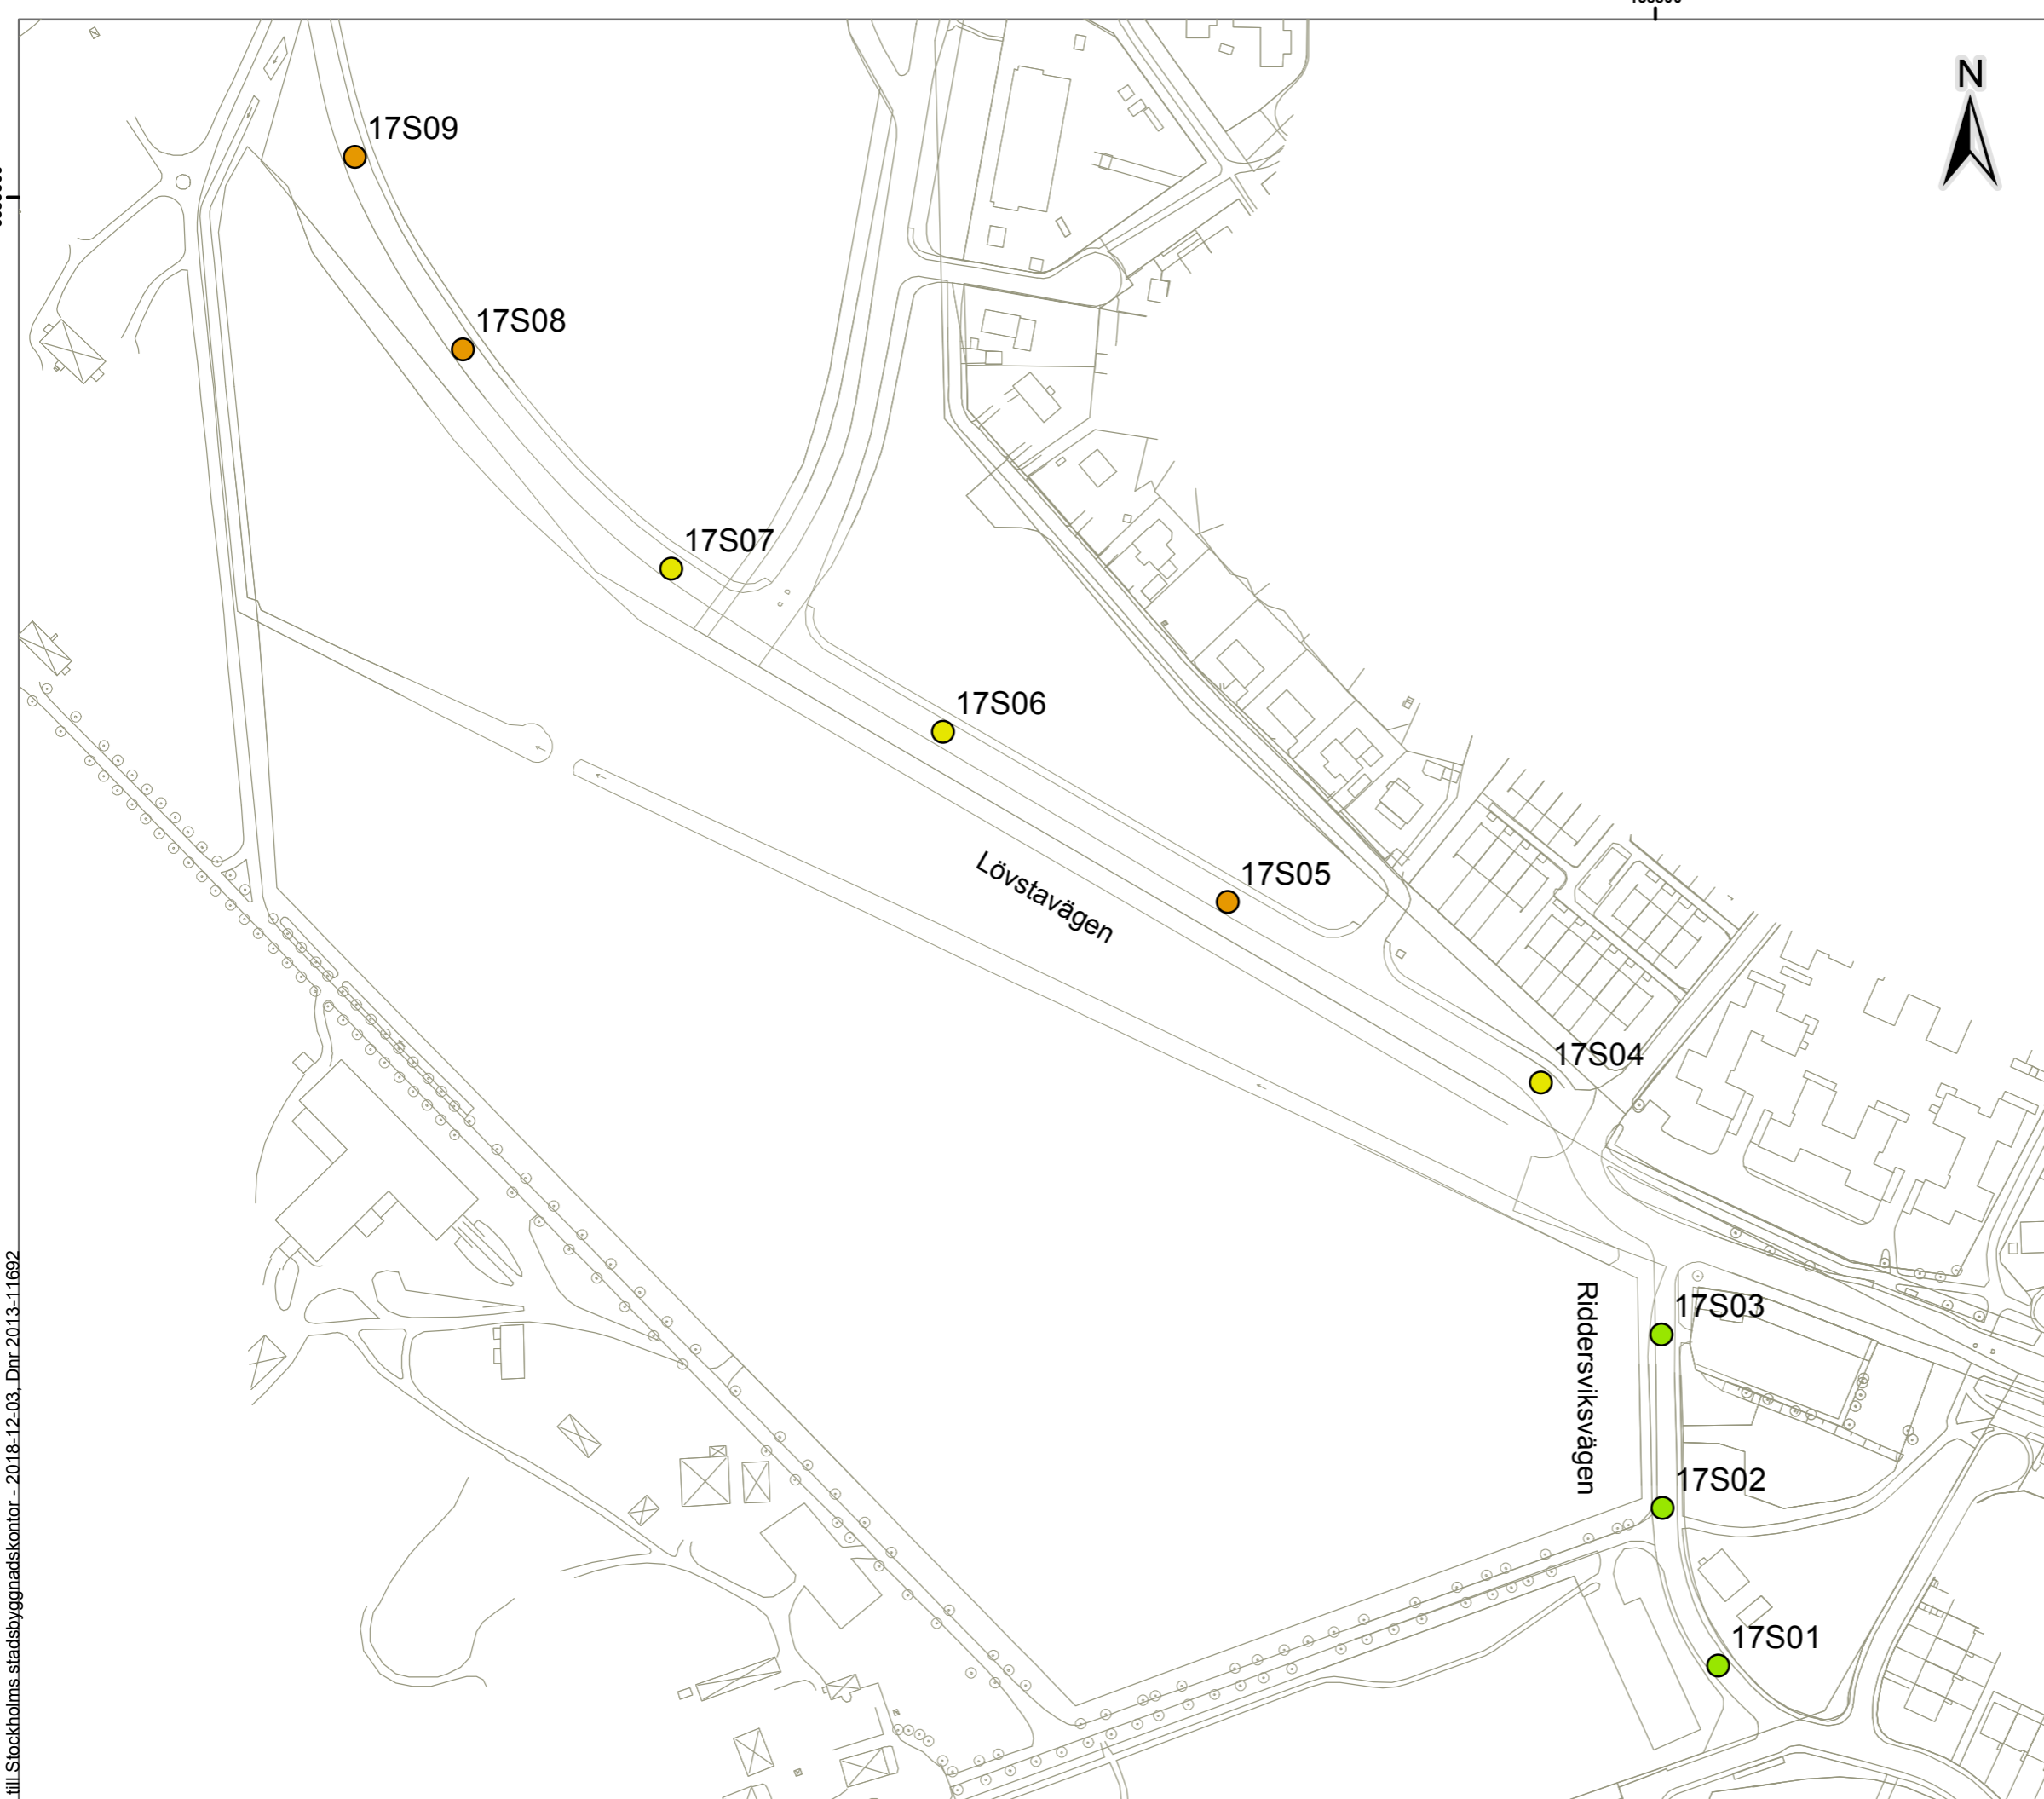 N
17S09
17S08
17S07
17S06
17S05
Lövstavägen
17S04
17S03
Riddersviksvägen
17S02
17S01
till Stockholms stadsbyggnadskontor - 2018-12-03, Dnr 2013-11692